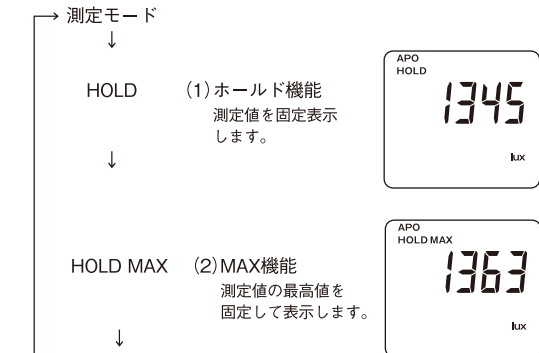 → 測定モード
↓
HOLD
(1)ホールド機能
測定値を固定表示
します。
APO
HOLD
1345
lux
↓
HOLD MAX
(2)MAX機能
測定値の最高値を
固定して表示します。
APO
HOLD MAX
1363
lux
↓